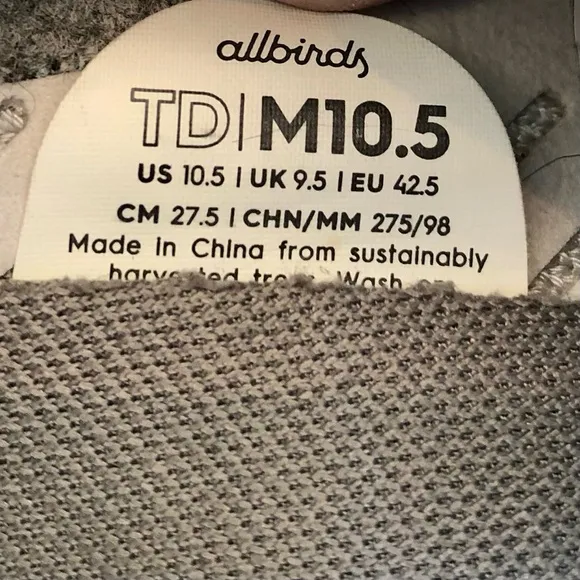 allbirds
TD|M10.5
US 10.5 | UK 9.5 | EU 42.5
CM 27.5 | CHN/MM 275/98
Made in China from sustainably
Wash